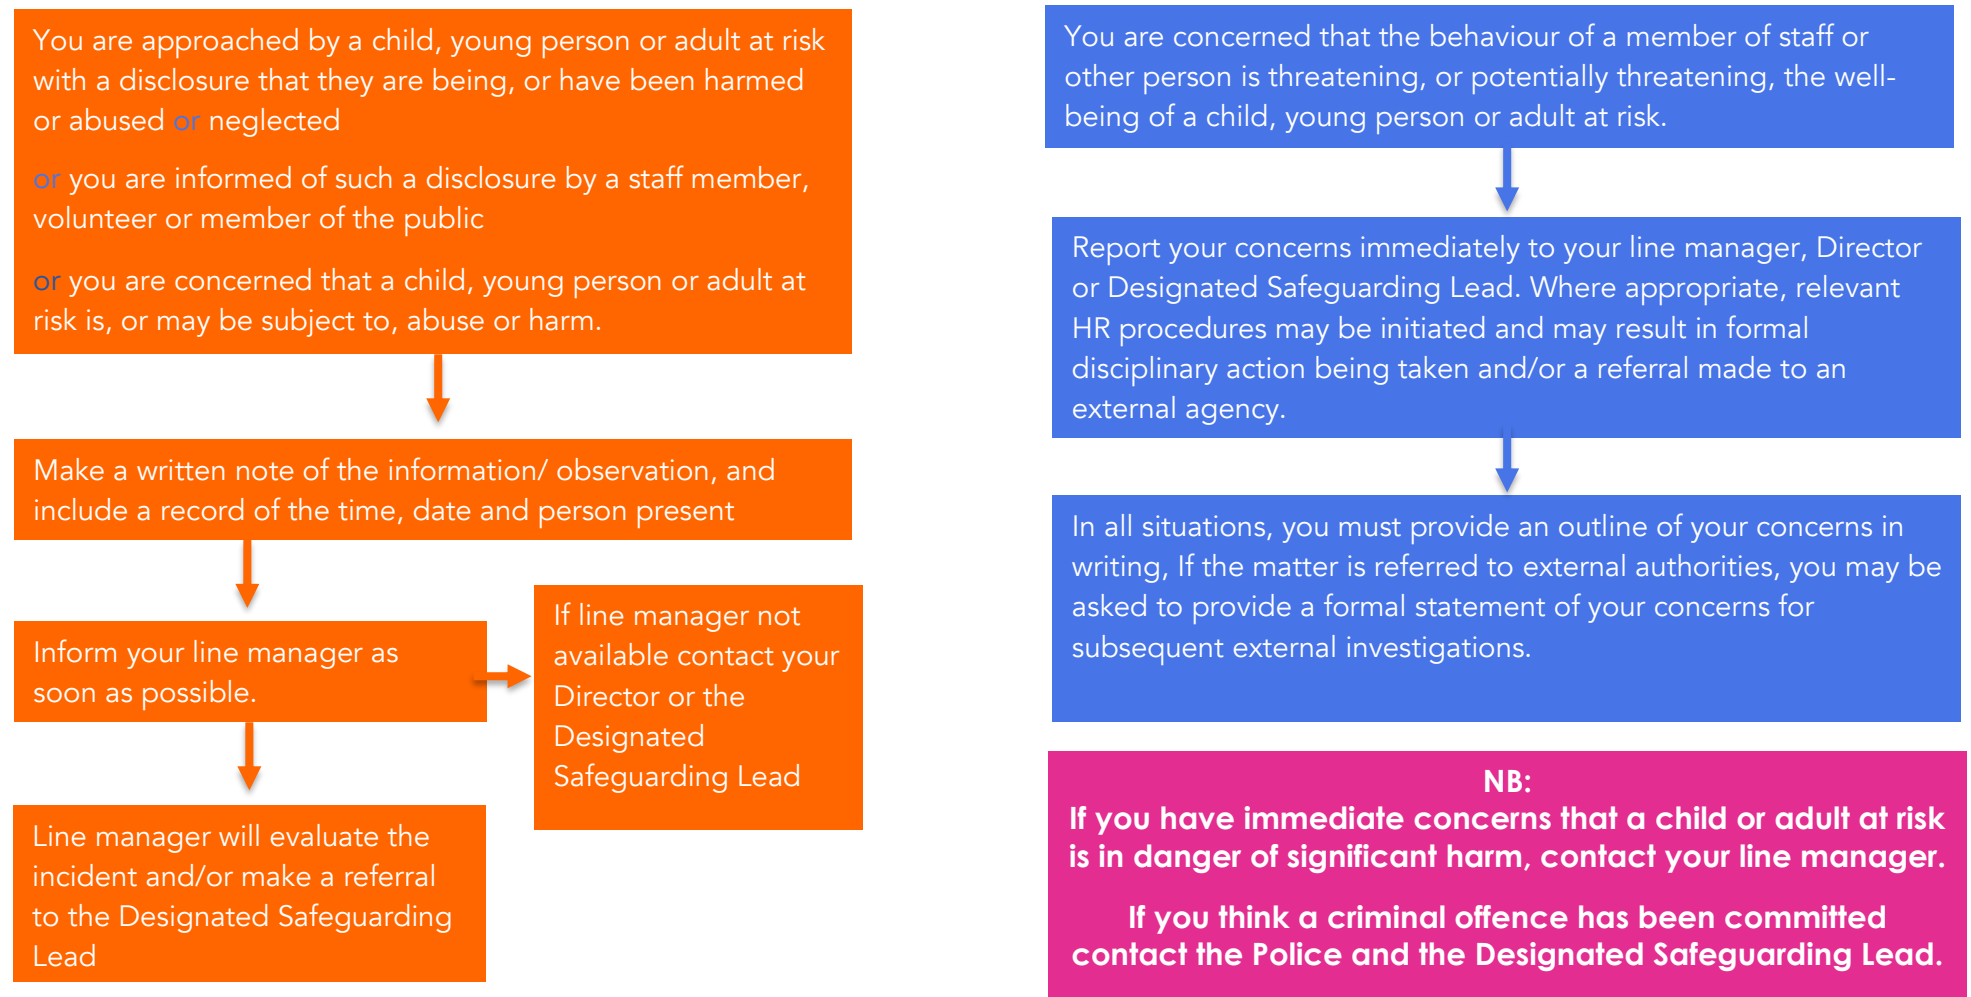 You are approached by a child, young person or adult at risk
with a disclosure that they are being, or have been harmed
or abused or neglected
or you are informed of such a disclosure by a staff member,
volunteer or member of the public
or you are concerned that a child, young person or adult at
risk is, or may be subject to, abuse or harm.
Make a written note of the information/ observation, and
include a record of the time, date and person present
Inform your line manager as
soon as possible.
If line manager not
available contact your
Director or the
Designated
Safeguarding Lead
Line manager will evaluate the
incident and/or make a referral
to the Designated Safeguarding
Lead
You are concerned that the behaviour of a member of staff or
other person is threatening, or potentially threatening, the well-
being of a child, young person or adult at risk.
Report your concerns immediately to your line manager, Director
or Designated Safeguarding Lead. Where appropriate, relevant
HR procedures may be initiated and may result in formal
disciplinary action being taken and/or a referral made to an
external agency.
In all situations, you must provide an outline of your concerns in
writing, If the matter is referred to external authorities, you may be
asked to provide a formal statement of your concerns for
subsequent external investigations.
NB:
If you have immediate concerns that a child or adult at risk
is in danger of significant harm, contact your line manager.
If you think a criminal offence has been committed
contact the Police and the Designated Safeguarding Lead.